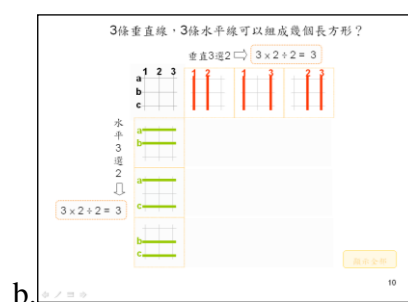 3條垂直線，3條水平線可以組成幾個長方形？
垂直3選2 ⇨ 3 × 2 ÷ 2 = 3
1 2 3
a
b
c
1 2
1 3
2 3
水平3選2
3 × 2 ÷ 2 = 3
a
b
a
c
b
c
10
b.